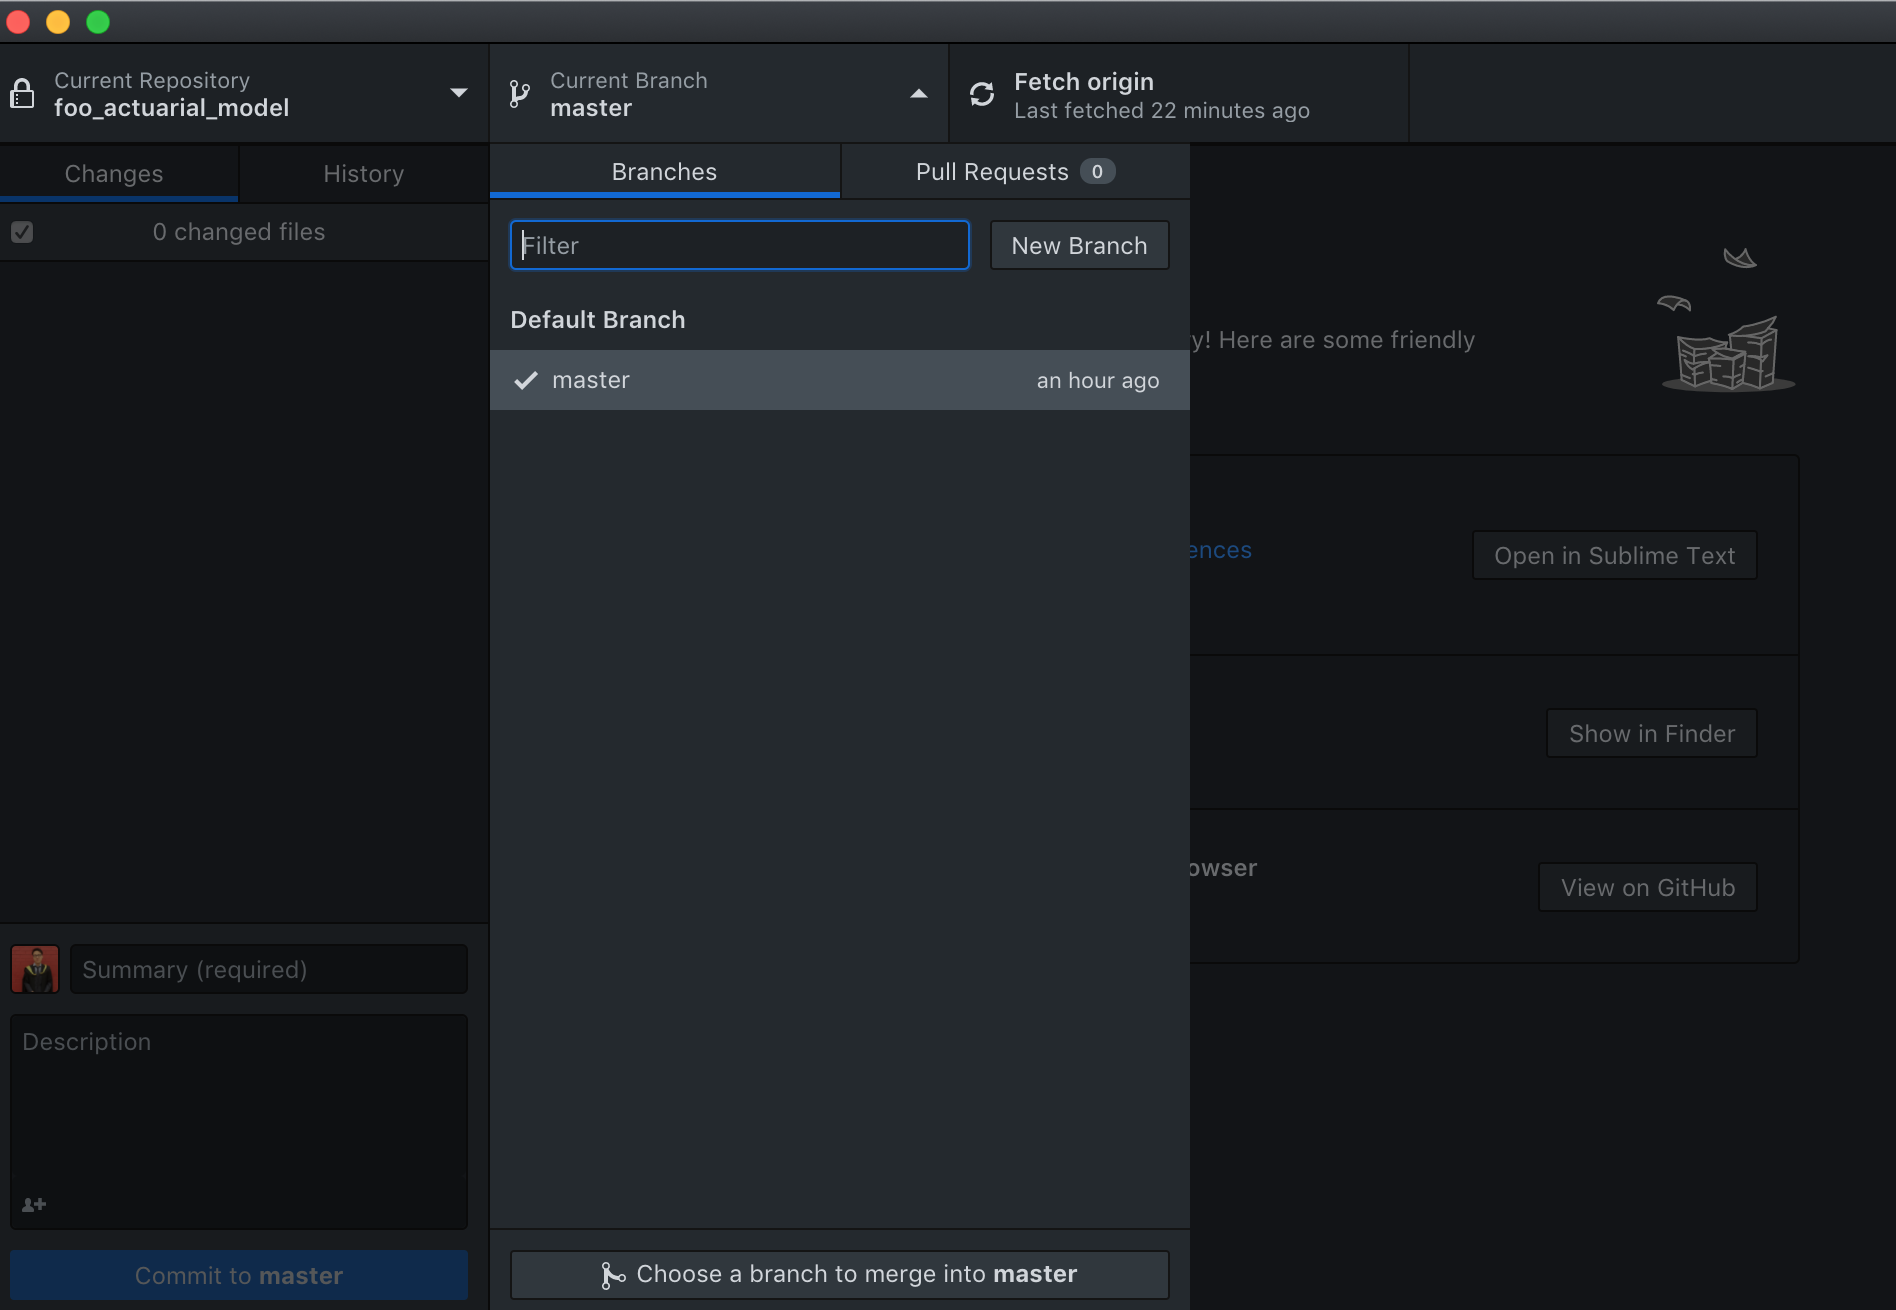 Current Repository
foo_actuarial_model
Current Branch
master
Fetch origin
Last fetched 22 minutes ago
Changes
History
Branches
Pull Requests 0
0 changed files
Filter
New Branch
Default Branch
master
an hour ago
y! Here are some friendly
ences
Open in Sublime Text
Show in Finder
owser
View on GitHub
Summary (required)
Description
Commit to master
Choose a branch to merge into master